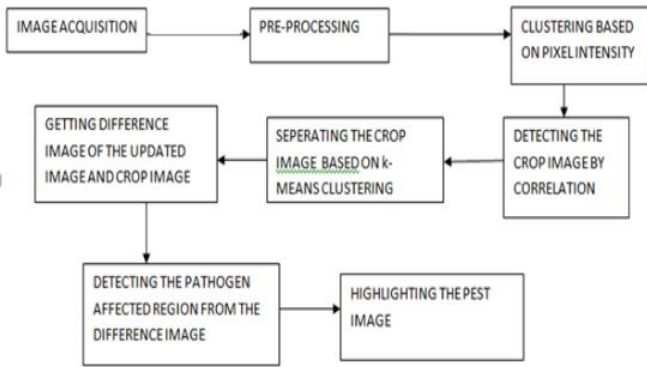 IMAGE ACQUISITION
PRE-PROCESSING
CLUSTERING BASED
ON PIXEL INTENSITY
DETECTING THE
CROP IMAGE BY
CORRELATION
SEPERATING THE CROP
IMAGE BASED ON k-
MEANS CLUSTERING
GETTING DIFFERENCE
IMAGE OF THE UPDATED
IMAGE AND CROP IMAGE
DETECTING THE PATHOGEN
AFFECTED REGION FROM THE
DIFFERENCE IMAGE
HIGHLIGHTING THE PEST
IMAGE